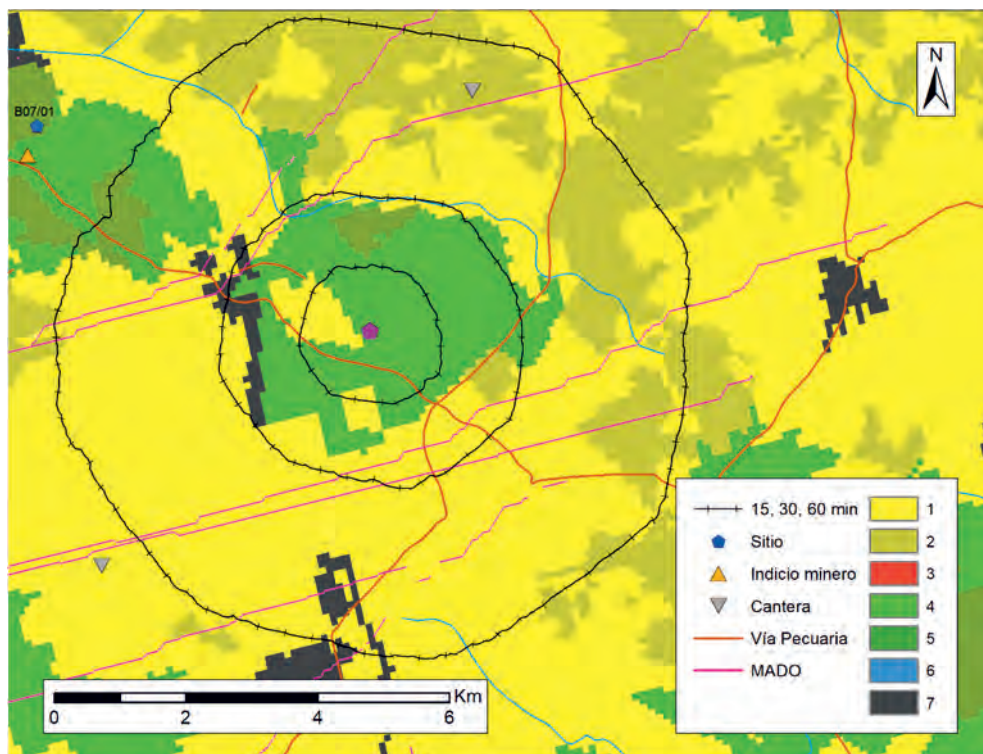 N
B07/01
15, 30, 60 min
Sitio
Indicio minero
Cantera
Vía Pecuaria
MADO
1
2
3
4
5
6
7
Km
0 2 4 6